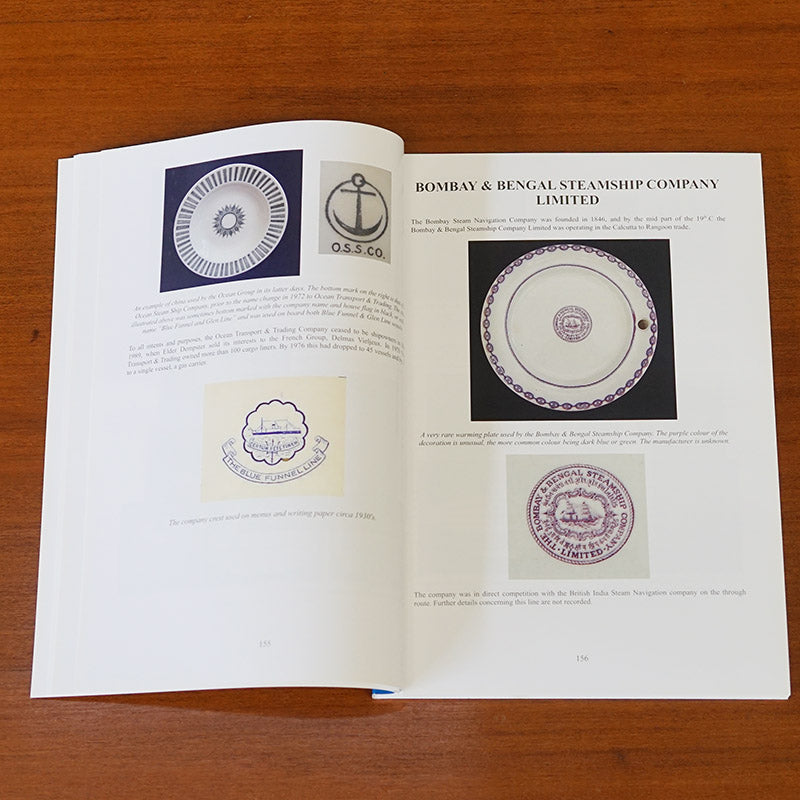 O.S.S.CO.
An example of china used by the Ocean Group in its latter days. The bottom mark on the right is
Ocean Steam Ship Company, prior to the name change in 1972 to Ocean Transport & Trading. The
illustrated above was sometimes bottom marked with the company name and house flag in black, or
name. "Blue Funnel and Glen Line" and was used on board both Blue Funnel & Glen Line
To all intents and purposes, the Ocean Transport & Trading Company ceased to be shipowners in
1989, when Elder Dempster sold its interests to the French Group, Delmas Vieljeux. In
Transport & Trading owned more than 100 cargo liners. By 1976 this had dropped to 45 vessels and
to a single vessel, a gas carrier.
THE BLUE FUNNEL LINE
The company crest used on menus and writing paper circa 1930's.
155
BOMBAY & BENGAL STEAMSHIP COMPANY
LIMITED
The Bombay Steam Navigation Company was founded in 1846, and by the mid part of the 19th C the
Bombay & Bengal Steamship Company Limited was operating in the Calcutta to Rangoon trade.
A very rare warming plate used by the Bombay & Bengal Steamship Company. The purple colour of the
decoration is unusual, the more common colour being dark blue or green. The manufacturer is unknown.
THE BOMBAY & BENGAL STEAMSHIP COMPANY
·LIMITED·
The company was in direct competition with the British India Steam Navigation company on the through
route. Further details concerning this line are not recorded.
156